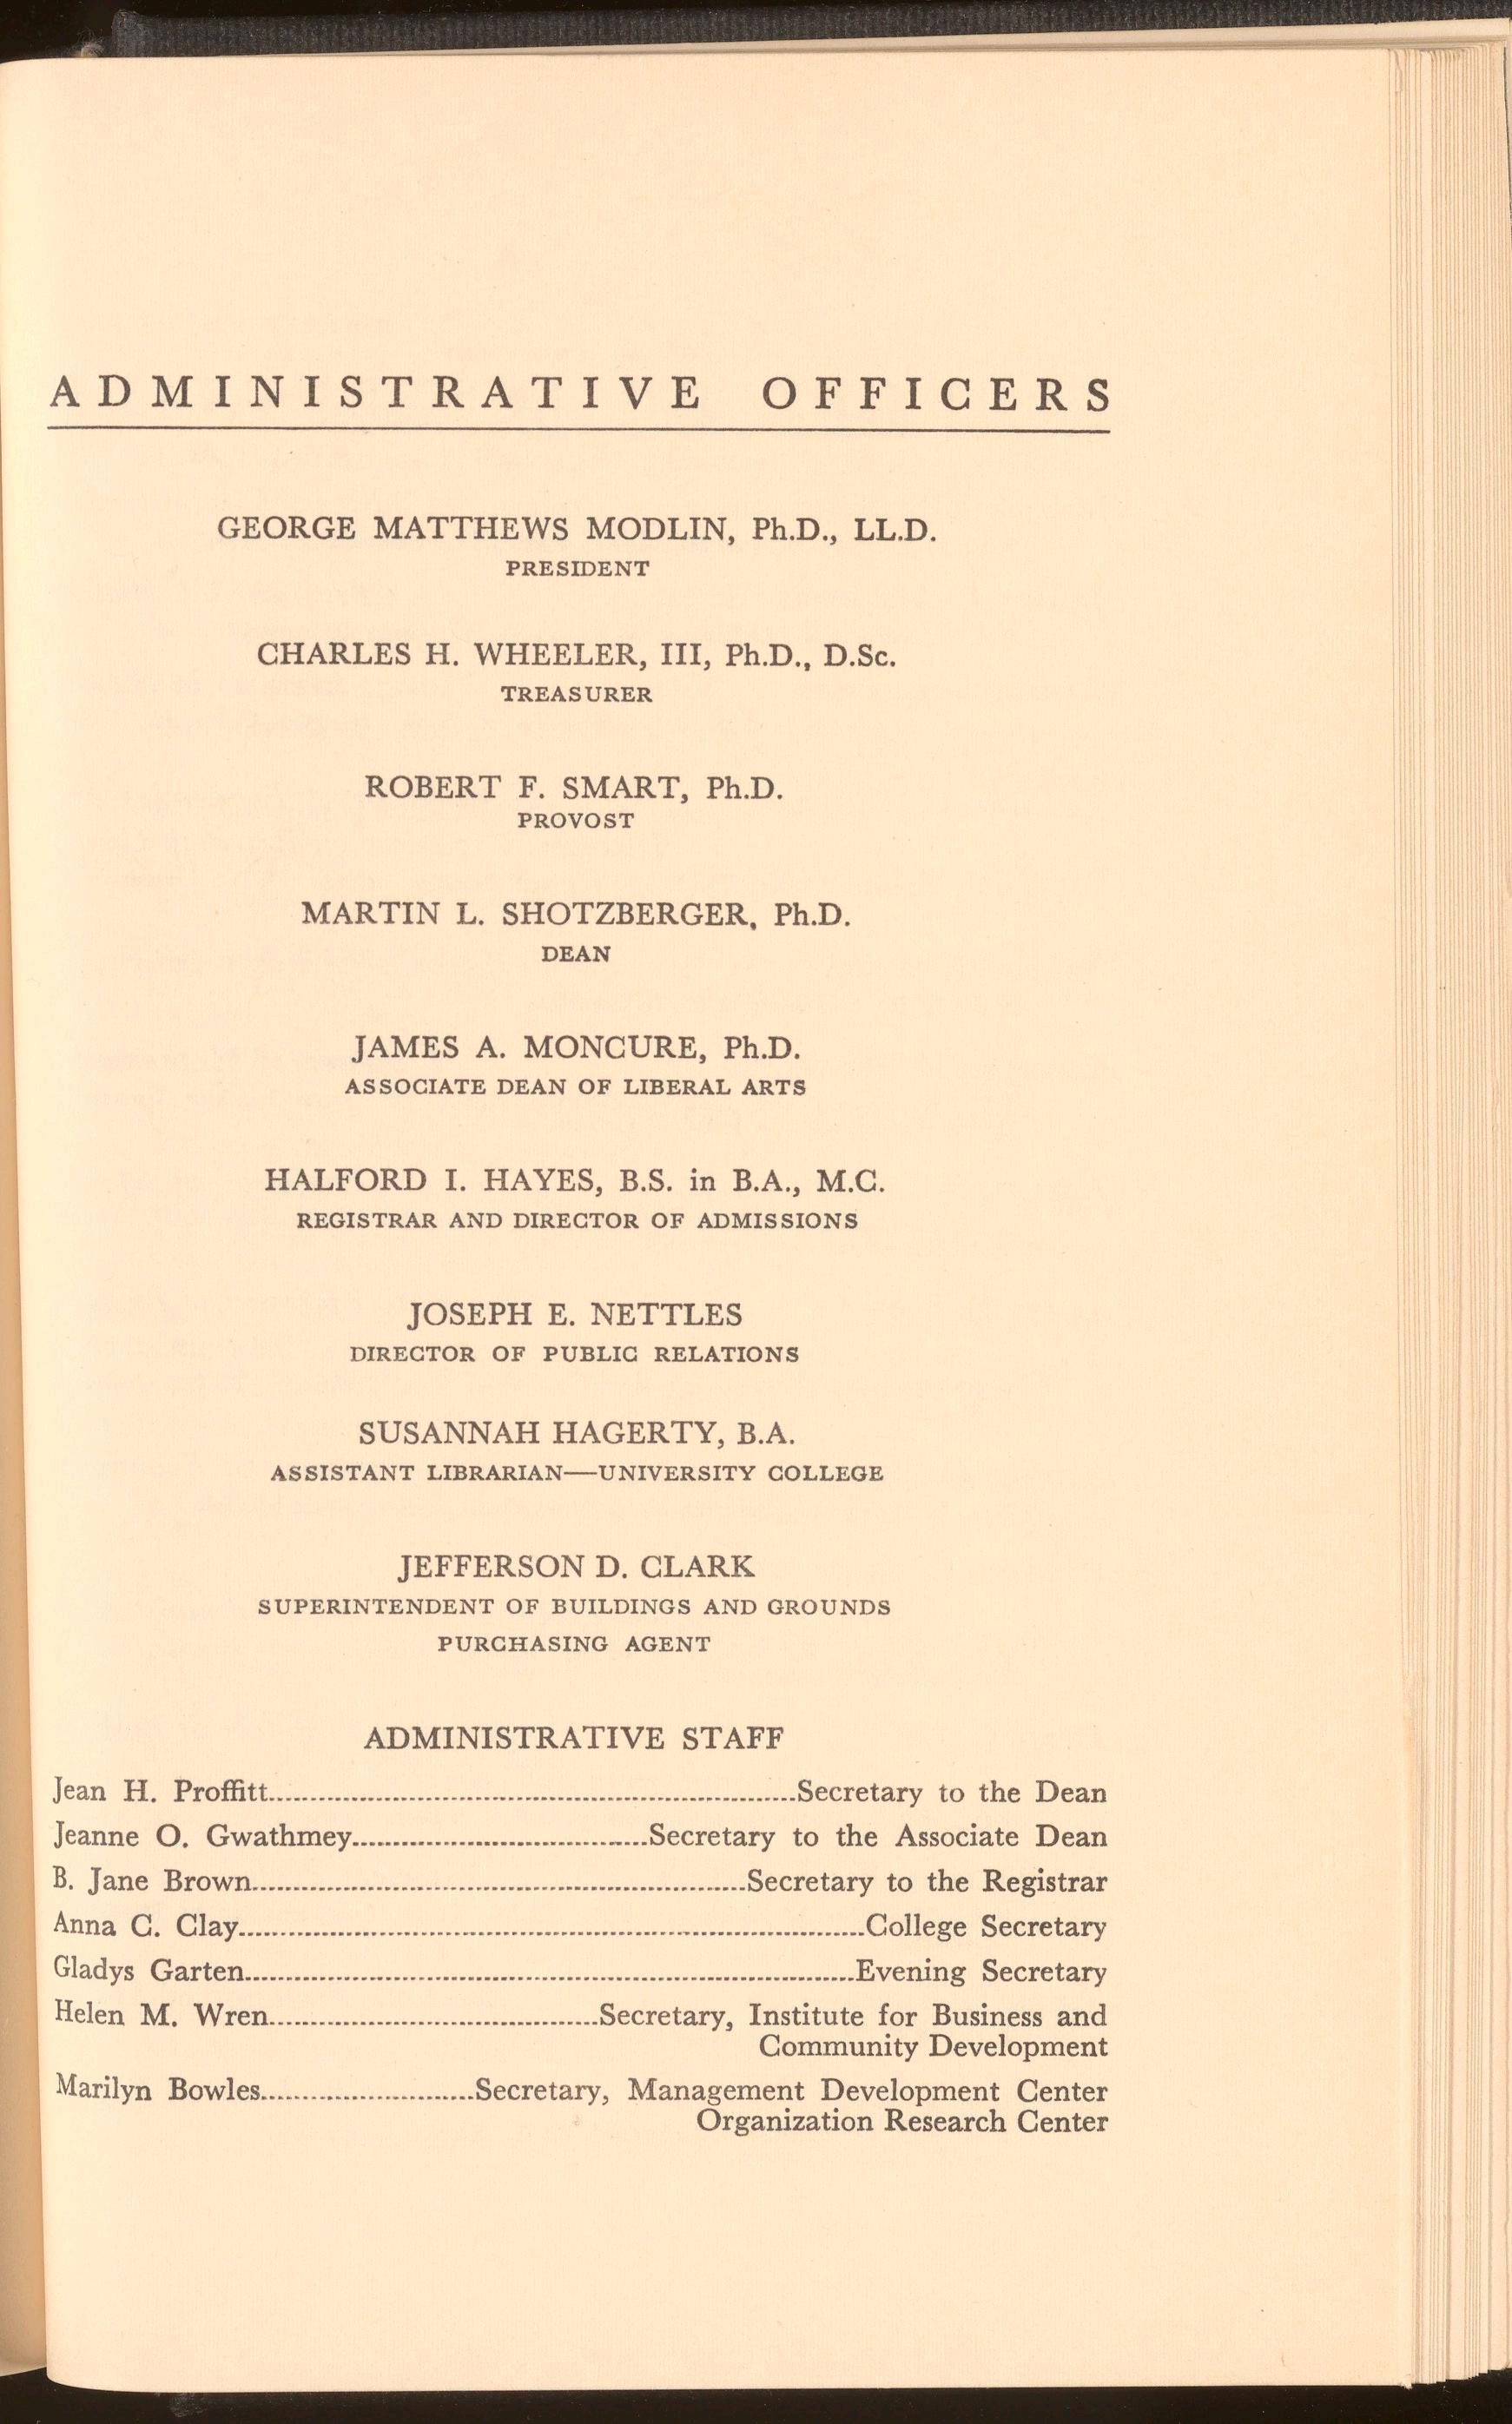 ADMINISTRATIVE OFFICERS
GEORGE MATTHEWS MODLIN, Ph.D., LL.D.
PRESIDENT
CHARLES H. WHEELER, III, Ph.D., D.Sc.
TREASURER
ROBERT F. SMART, Ph.D.
PROVOST
MARTIN L. SHOTZBERGER, Ph.D.
DEAN
JAMES A. MONCURE, Ph.D.
ASSOCIATE DEAN OF LIBERAL ARTS
HALFORD I. HAYES, B.S. in B.A., M.C.
REGISTRAR AND DIRECTOR OF ADMISSIONS
JOSEPH E. NETTLES
DIRECTOR OF PUBLIC RELATIONS
SUSANNAH HAGERTY, B.A.
ASSISTANT LIBRARIAN—UNIVERSITY COLLEGE
JEFFERSON D. CLARK
SUPERINTENDENT OF BUILDINGS AND GROUNDS
PURCHASING AGENT
ADMINISTRATIVE STAFF
Jean H. Proffitt..........Secretary to the Dean
Jeanne O. Gwathmey..........Secretary to the Associate Dean
B. Jane Brown..........Secretary to the Registrar
Anna C. Clay..........College Secretary
Gladys Garten..........Evening Secretary
Helen M. Wren..........Secretary, Institute for Business and
Community Development
Marilyn Bowles..........Secretary, Management Development Center
Organization Research Center